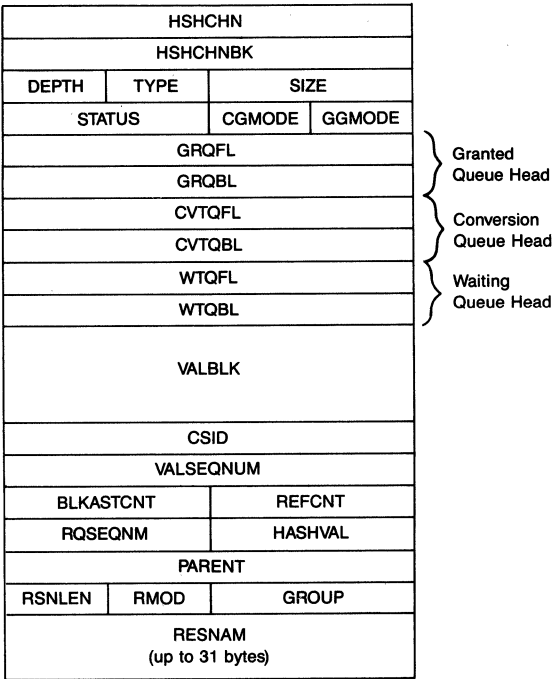 HSHCHN
HSHCHNBK
DEPTH TYPE SIZE
STATUS CGMODE GGMODE
GRQFL
GRQBL
Granted
Queue Head
CVTQFL
CVTQBL
Conversion
Queue Head
WTQFL
WTQBL
Waiting
Queue Head
VALBLK
CSID
VALSEQNUM
BLKASTCNT REFCNT
RQSEQNM HASHVAL
PARENT
RSNLEN RMOD GROUP
RESNAM
(up to 31 bytes)